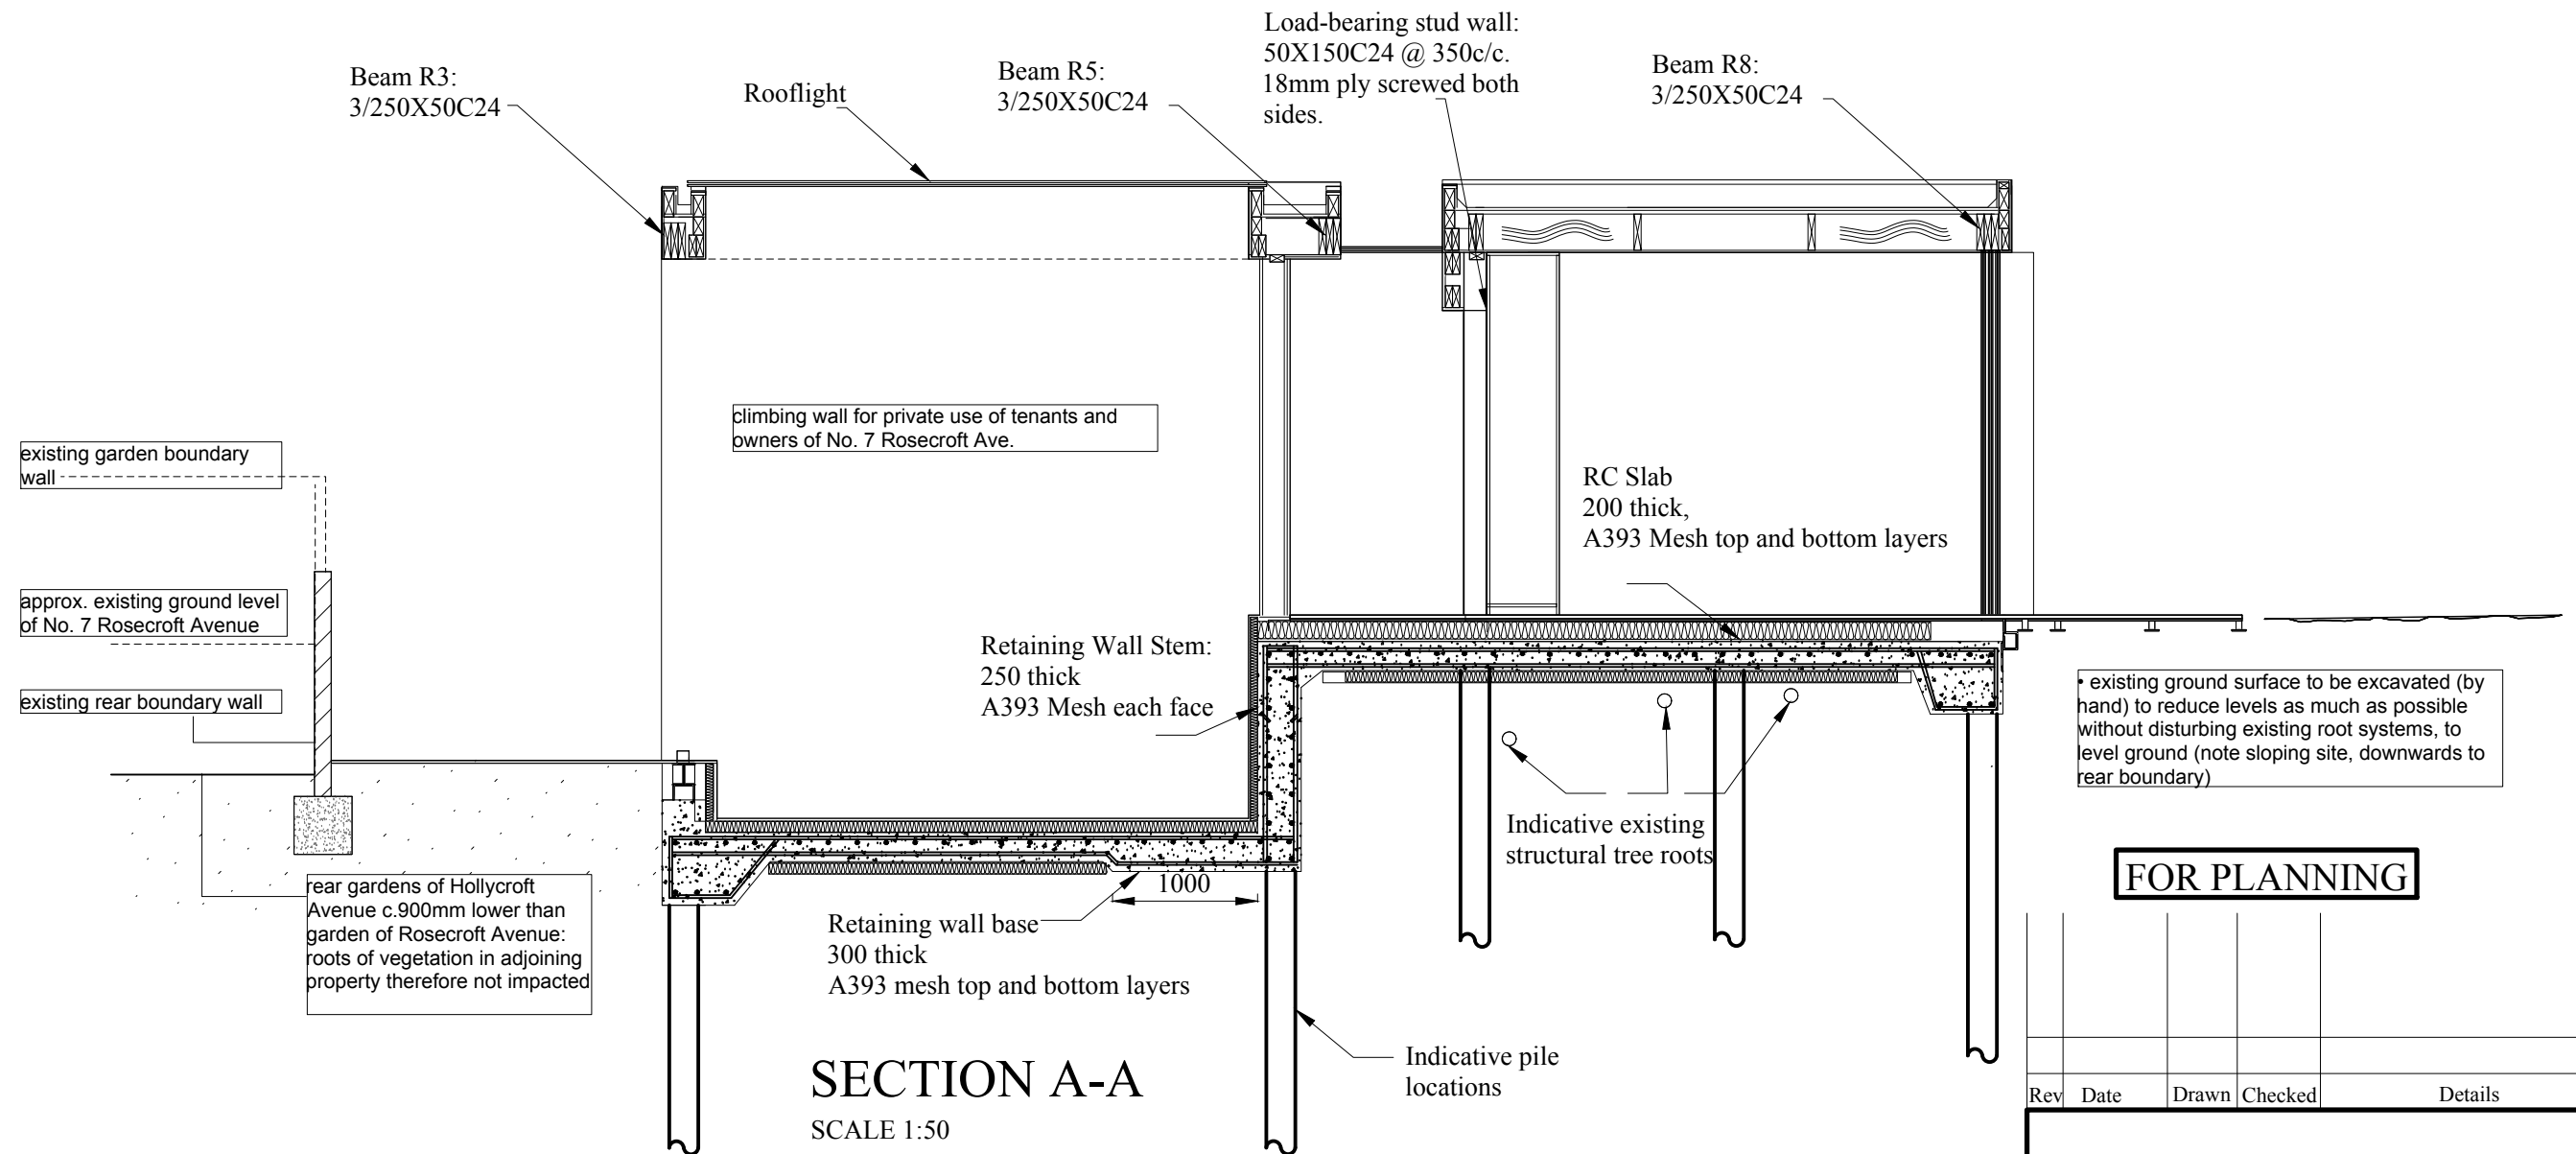 Beam R3:
3/250X50C24
Rooflight
Beam R5:
3/250X50C24
Load-bearing stud wall:
50X150C24 @ 350c/c.
18mm ply screwed both
sides.
Beam R8:
3/250X50C24
climbing wall for private use of tenants and
owners of No. 7 Rosecroft Ave.
existing garden boundary
wall
approx. existing ground level
of No. 7 Rosecroft Avenue
existing rear boundary wall
RC Slab
200 thick,
A393 Mesh top and bottom layers
Retaining Wall Stem:
250 thick
A393 Mesh each face
• existing ground surface to be excavated (by
hand) to reduce levels as much as possible
without disturbing existing root systems, to
level ground (note sloping site, downwards to
rear boundary)
Indicative existing
structural tree roots
FOR PLANNING
rear gardens of Hollycroft
Avenue c.900mm lower than
garden of Rosecroft Avenue:
roots of vegetation in adjoining
property therefore not impacted
1000
Retaining wall base
300 thick
A393 mesh top and bottom layers
Indicative pile
locations
SECTION A-A
SCALE 1:50
Rev Date Drawn Checked Details